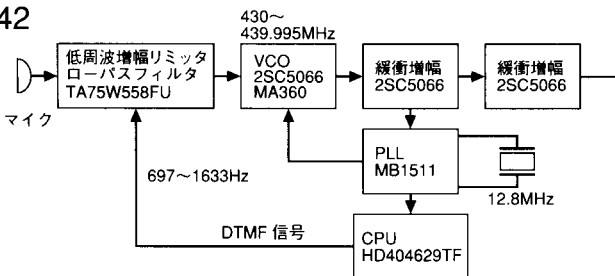 42
430～
439.995MHz
低周波増幅リミッタ
ローパスフィルタ
TA75W558FU
VCO
2SC5066
MA360
緩衝増幅
2SC5066
緩衝増幅
2SC5066
マイク
PLL
MB1511
12.8MHz
697～1633Hz
DTMF 信号
CPU
HD404629TF